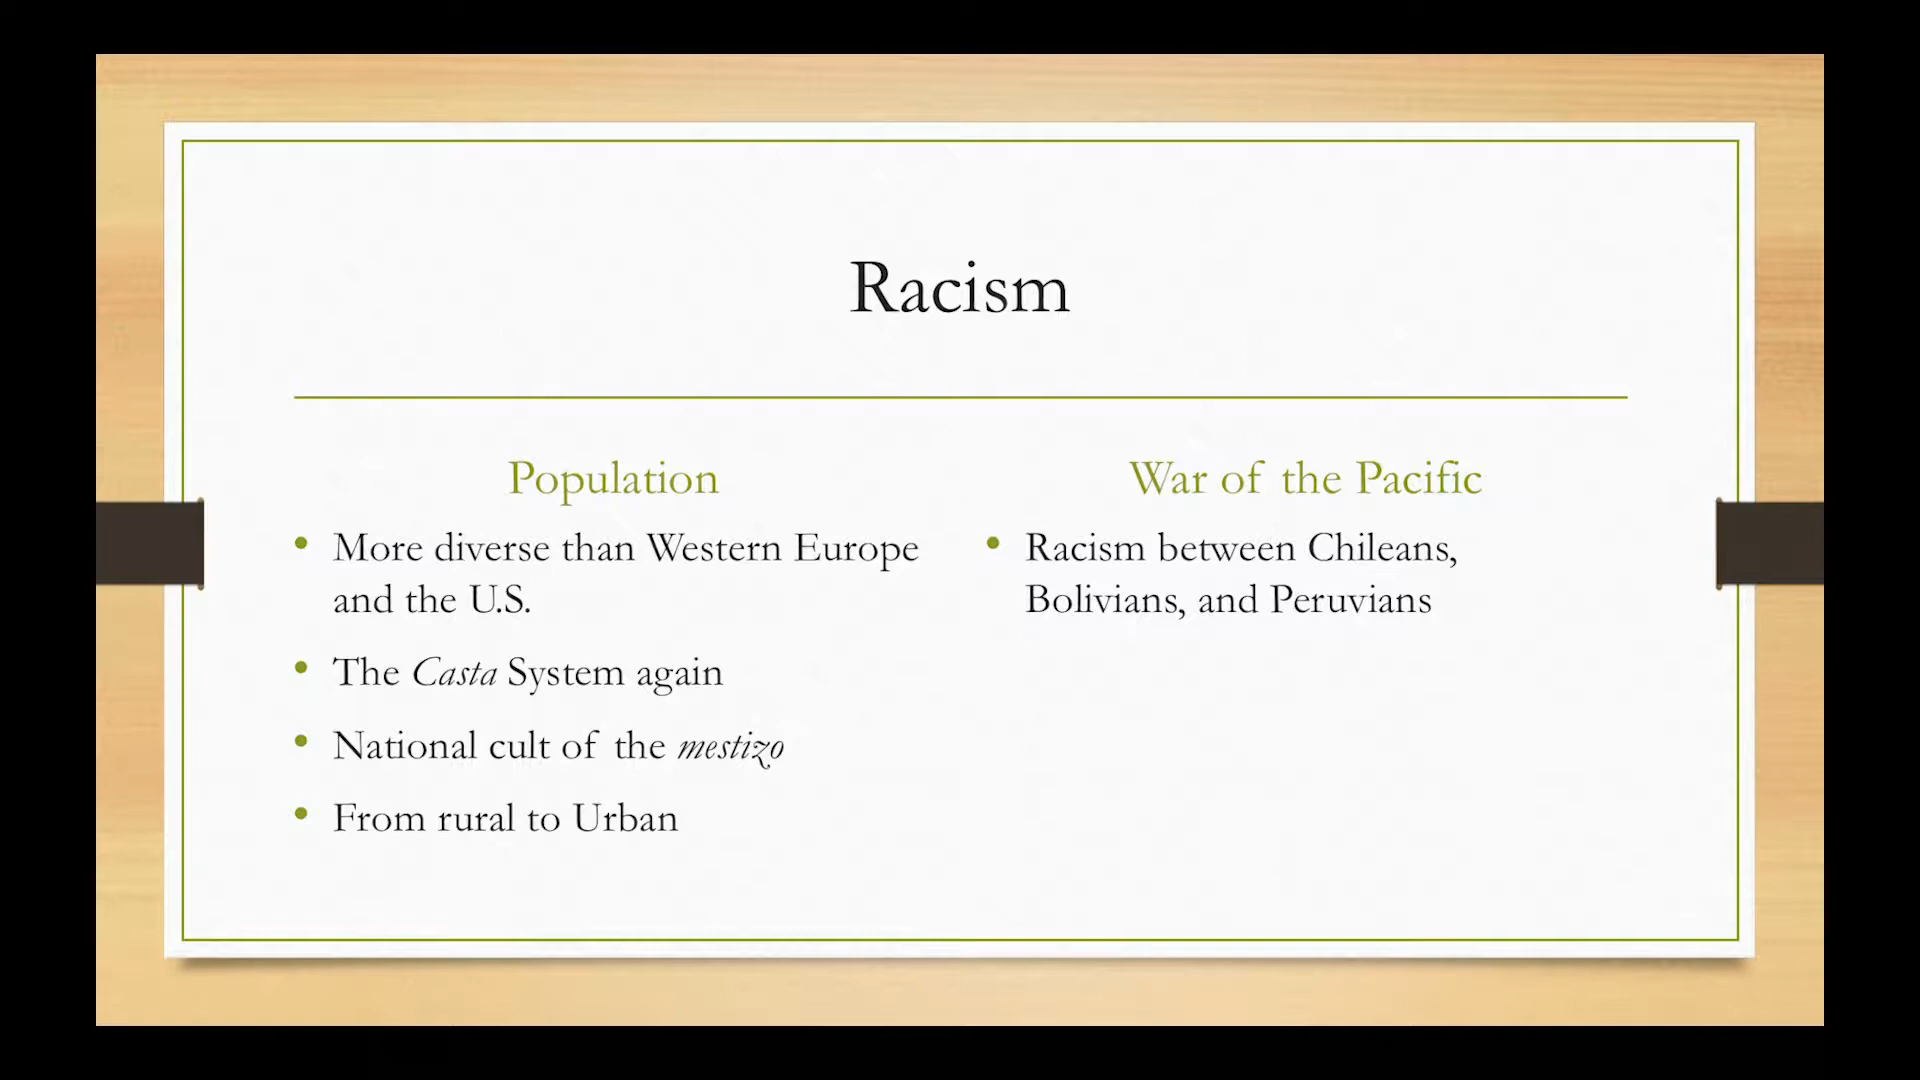 Racism
Population
• More diverse than Western Europe
and the U.S.
• The Casta System again
• National cult of the mestizo
• From rural to Urban
War of the Pacific
• Racism between Chileans,
Bolivians, and Peruvians